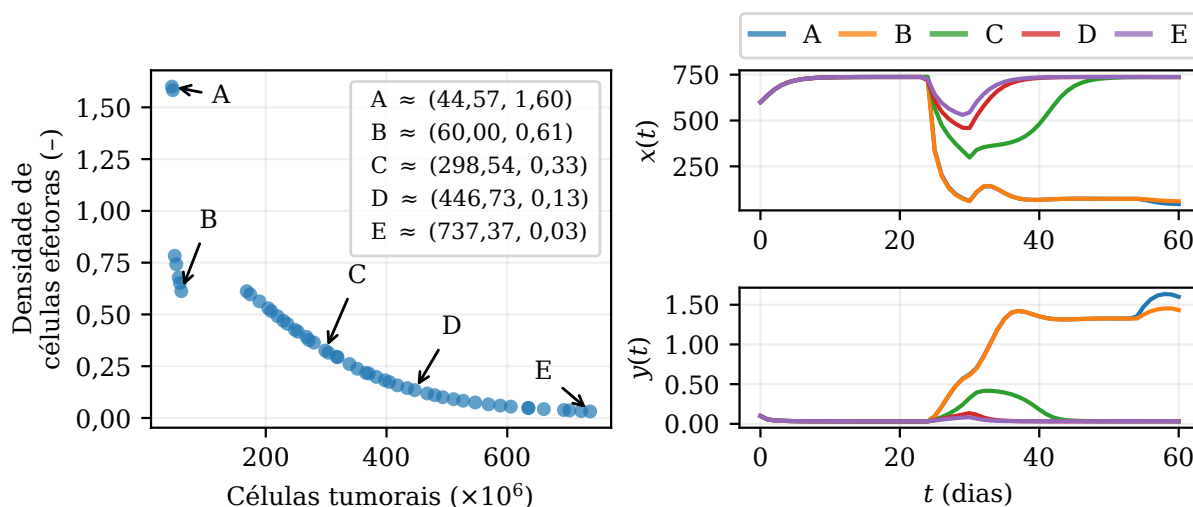 A B C D E
1,50
1,25
1,00
0,75
0,50
0,25
0,00
Densidade de
células efetoras (–)
A
B
C
D
E
A ≈ (44,57, 1,60)
B ≈ (60,00, 0,61)
C ≈ (298,54, 0,33)
D ≈ (446,73, 0,13)
E ≈ (737,37, 0,03)
200 400 600
Células tumorais (×10⁶)
750
500
250
x(t)
0 20 40 60
1.50
1.00
0.50
0.00
y(t)
0 20 40 60
t (dias)